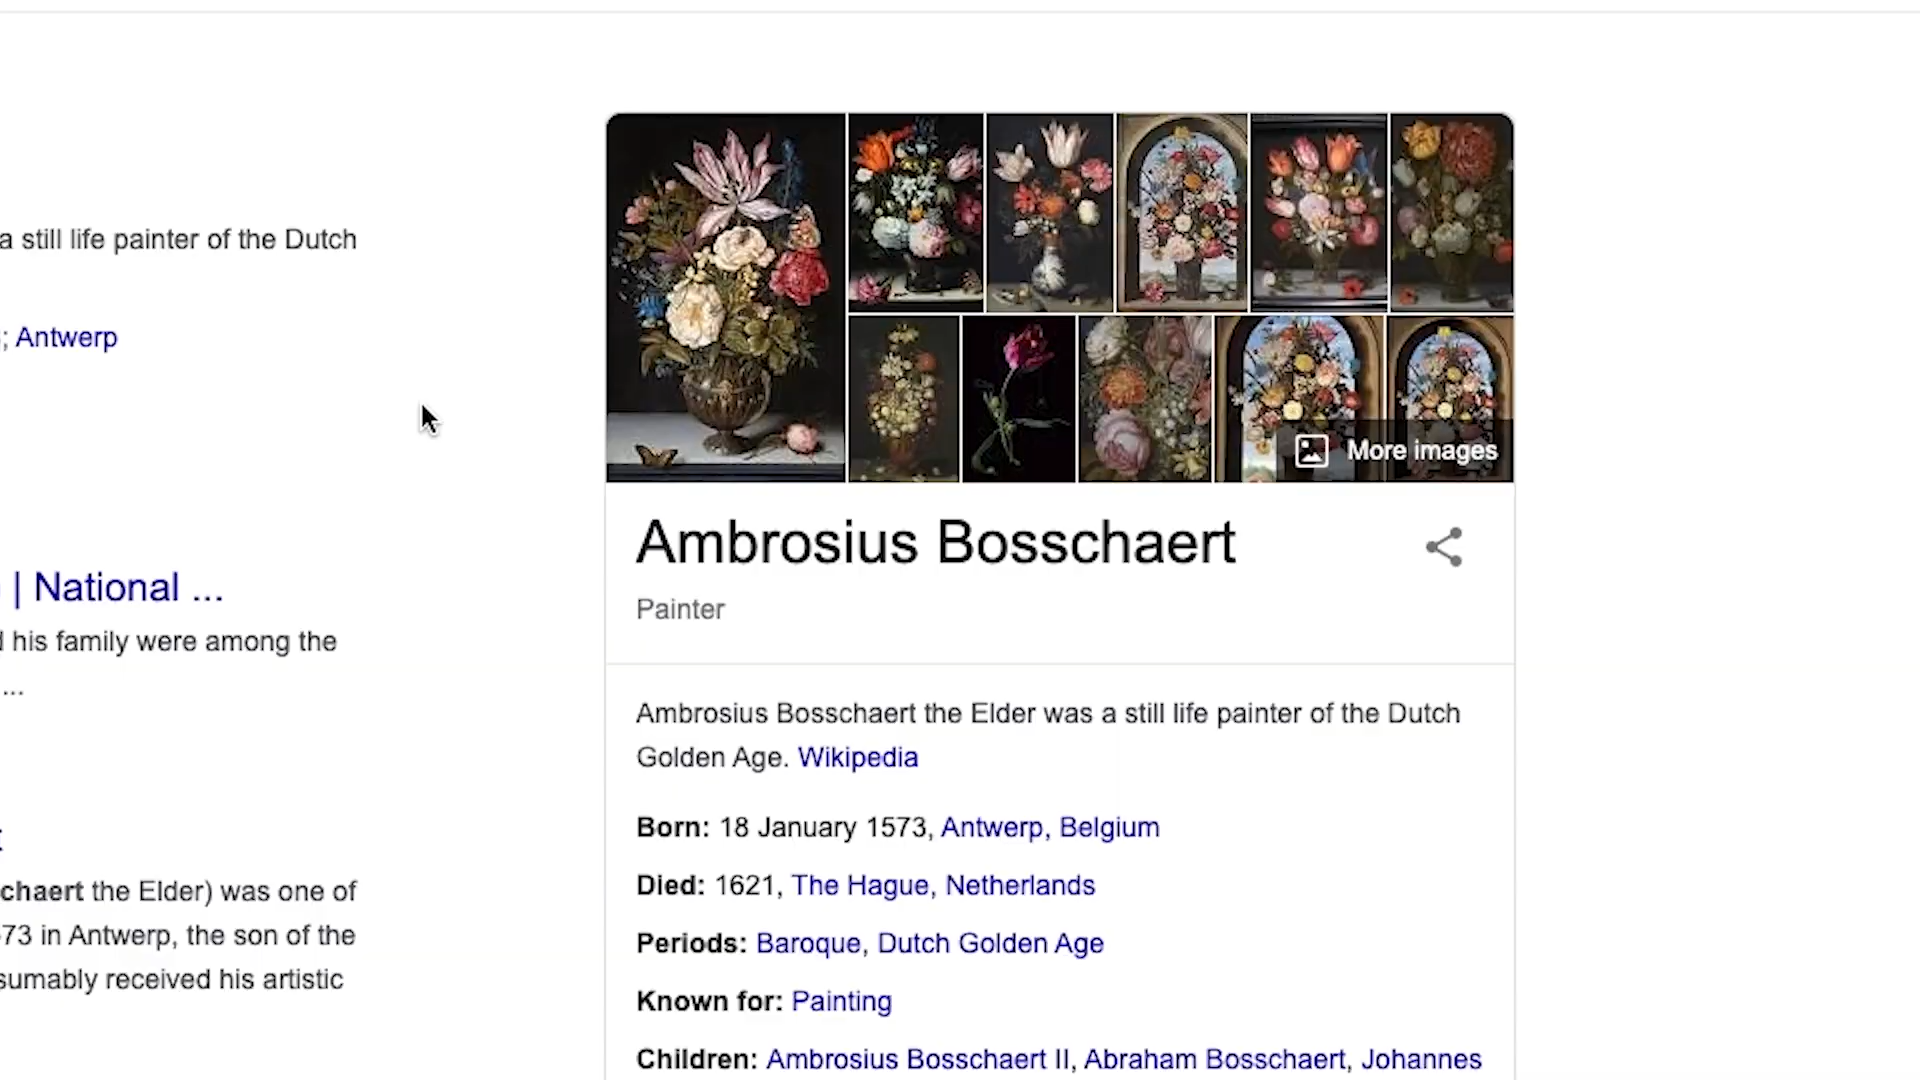 a still life painter of the Dutch
; Antwerp
| National ...
his family were among the
...
chaert the Elder) was one of
73 in Antwerp, the son of the
sumably received his artistic
More images
Ambrosius Bosschaert
Painter
Ambrosius Bosschaert the Elder was a still life painter of the Dutch
Golden Age. Wikipedia
Born: 18 January 1573, Antwerp, Belgium
Died: 1621, The Hague, Netherlands
Periods: Baroque, Dutch Golden Age
Known for: Painting
Children: Ambrosius Bosschaert II, Abraham Bosschaert, Johannes